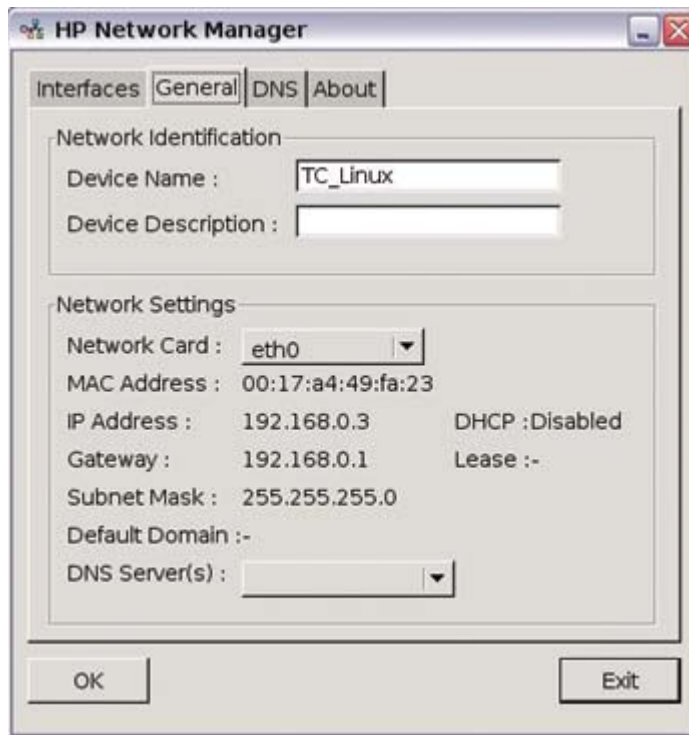 HP Network Manager
Interfaces General DNS About
Network Identification
Device Name : TC_Linux
Device Description :
Network Settings
Network Card : eth0
MAC Address : 00:17:a4:49:fa:23
IP Address : 192.168.0.3 DHCP :Disabled
Gateway : 192.168.0.1 Lease :-
Subnet Mask : 255.255.255.0
Default Domain :-
DNS Server(s) :
OK Exit